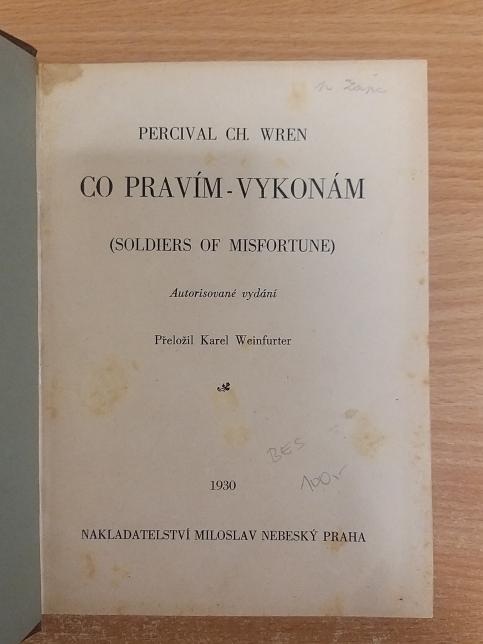 PERCIVAL CH. WREN
CO PRAVÍM - VYKONÁM
(SOLDIERS OF MISFORTUNE)
Autorisované vydání
Přeložil Karel Weinfurter
BES
100,-
1930
NAKLADATELSTVÍ MILOSLAV NEBESKÝ PRAHA